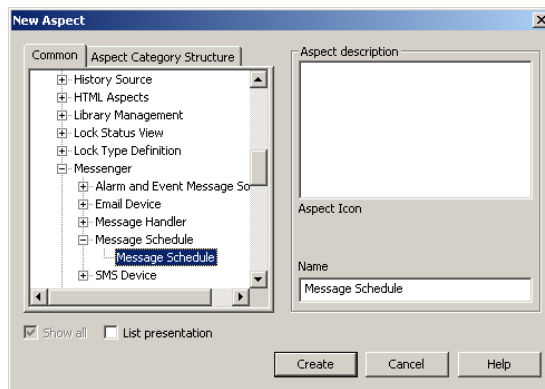 New Aspect
Common
Aspect Category Structure
History Source
HTML Aspects
Library Management
Lock Status View
Lock Type Definition
Messenger
Alarm and Event Message So
Email Device
Message Handler
Message Schedule
Message Schedule
SMS Device
Aspect description
Aspect Icon
Name
Message Schedule
Show all
List presentation
Create
Cancel
Help